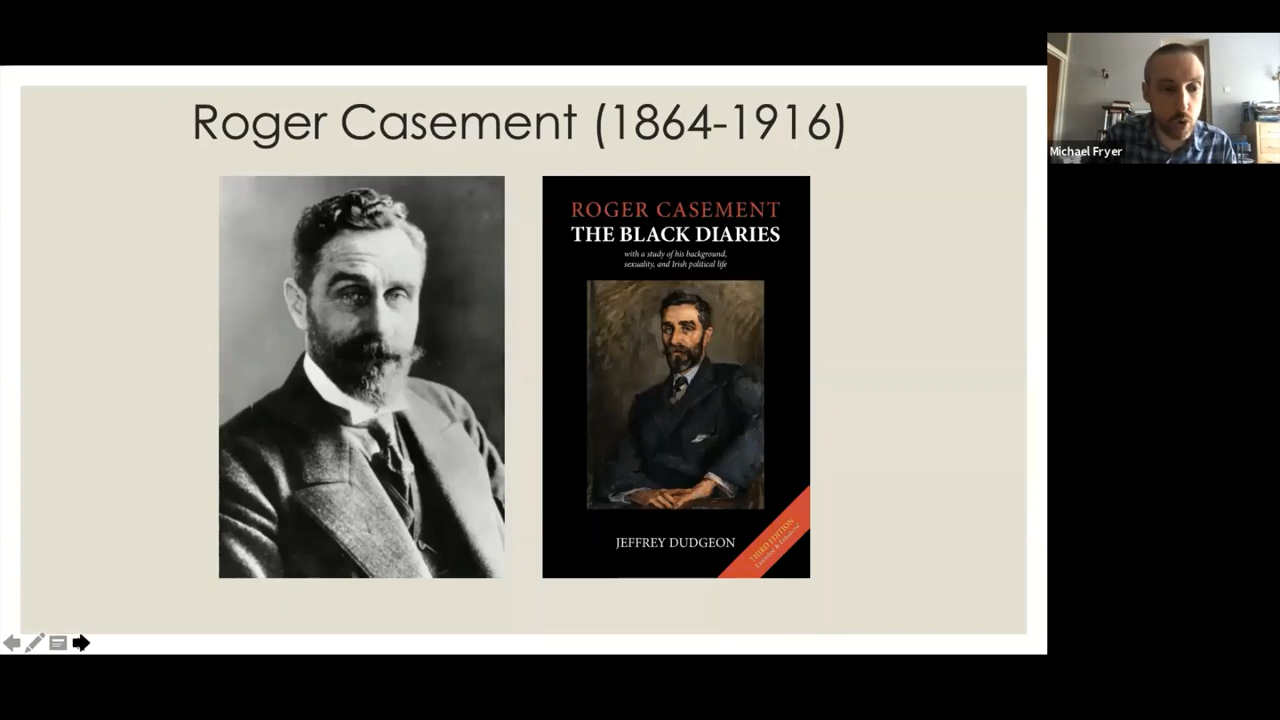 Roger Casement (1864-1916)
ROGER CASEMENT
THE BLACK DIARIES
with a study of his background,
sexuality, and Irish political life
JEFFREY DUDGEON
THIRD EDITION
Michael Fryer